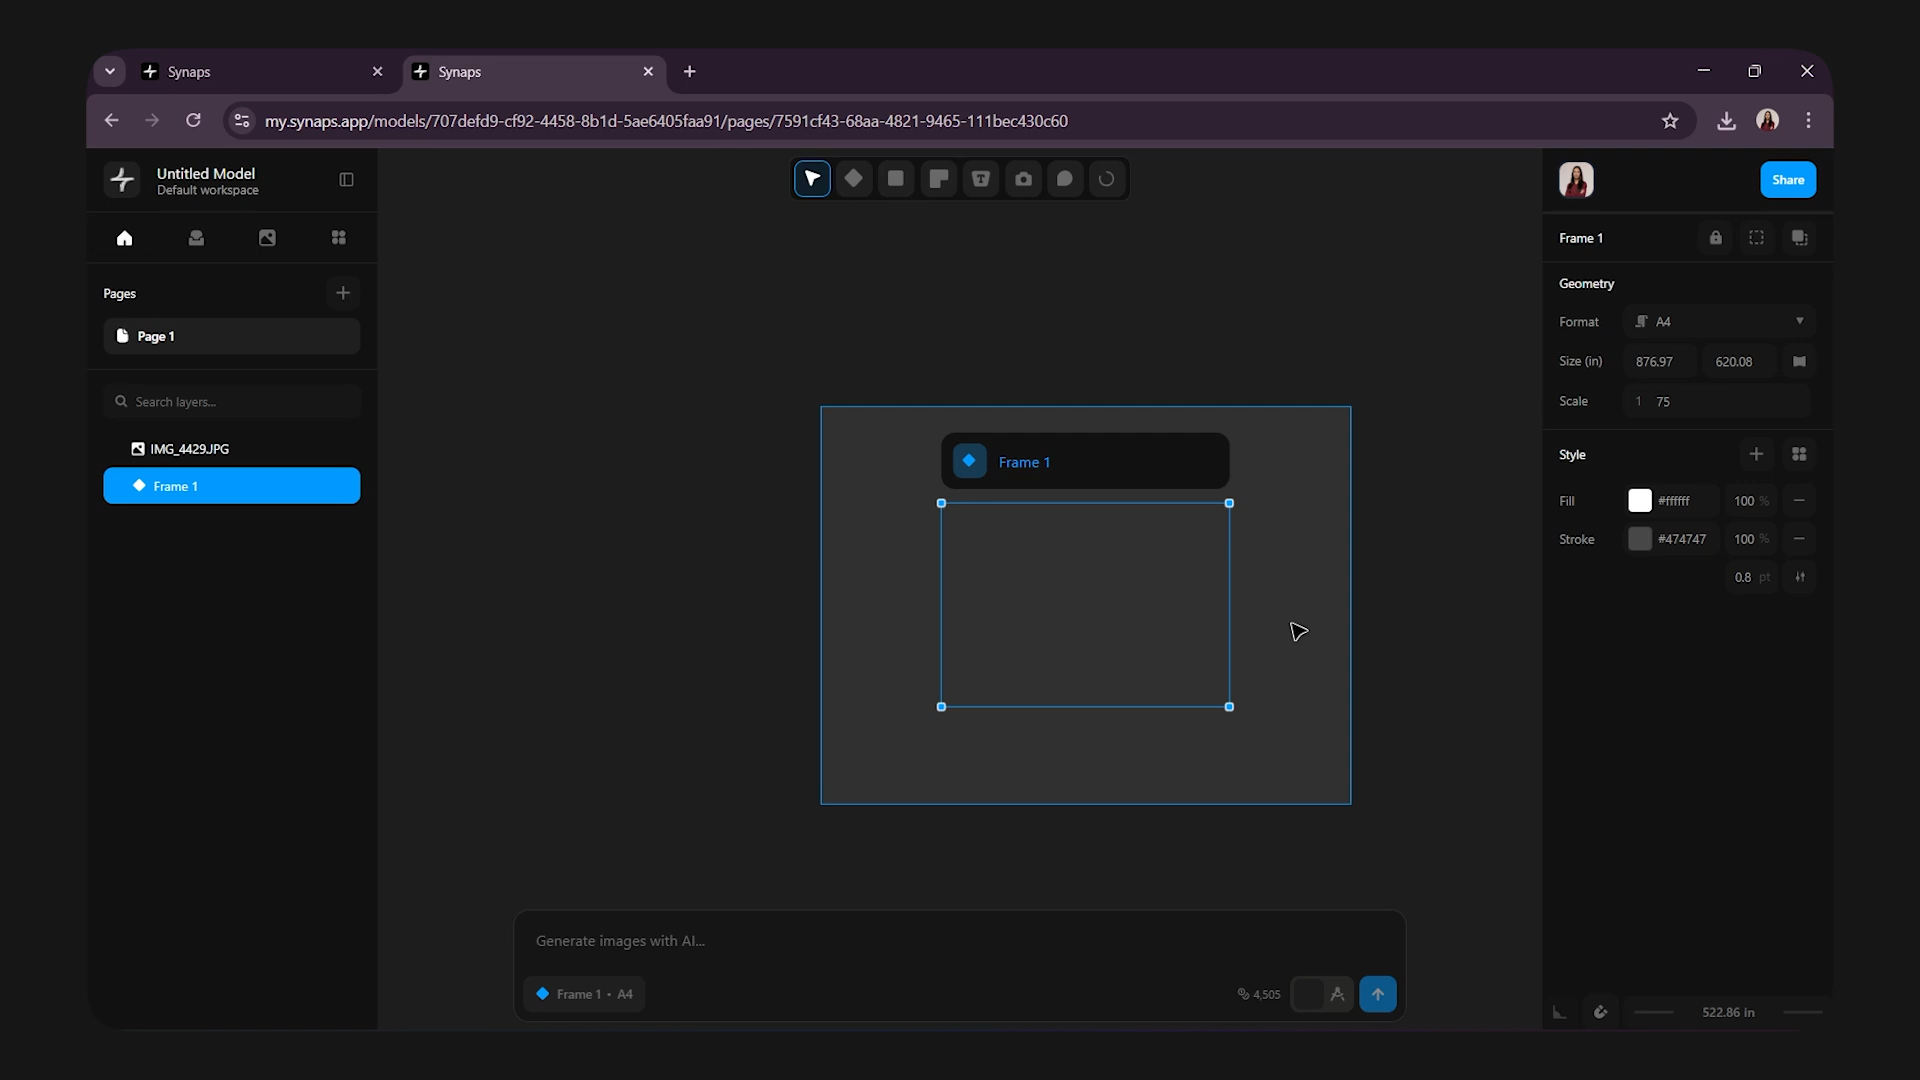 Synaps
Synaps
my.synaps.app/models/707defd9-cf92-4458-8b1d-5ae6405faa91/pages/7591cf43-68aa-4821-9465-111bec430c60
Untitled Model
Default workspace
Share
Pages
Page 1
Search layers...
IMG_4429.JPG
Frame 1
Frame 1
Frame 1
Geometry
Format A4
Size (in) 876.97 620.08
Scale 1 75
Style
Fill #ffffff 100 %
Stroke #474747 100 %
0.8 pt
Generate images with AI...
Frame 1 • A4
4,505
522.86 in